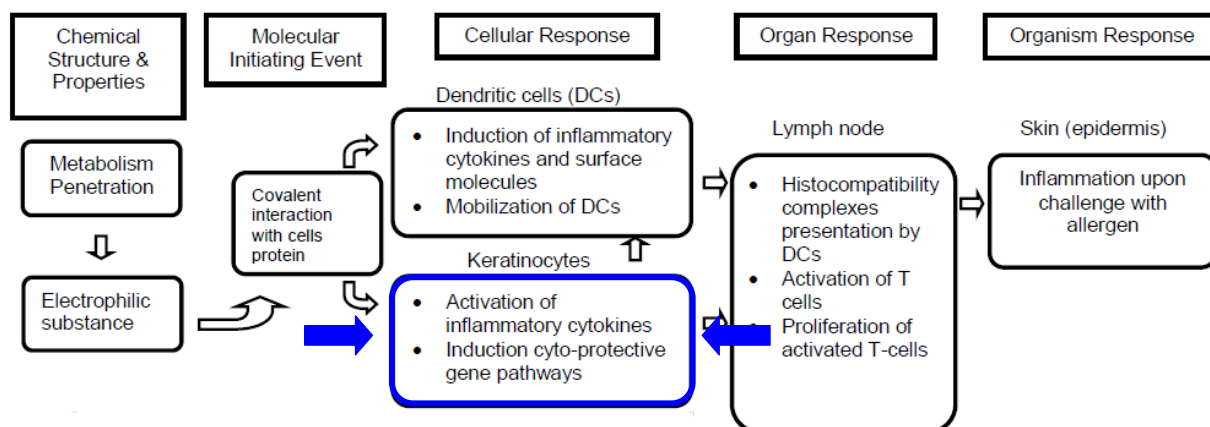 Chemical
Structure &
Properties
Molecular
Initiating Event
Cellular Response
Organ Response
Organism Response
Metabolism
Penetration
Electrophilic
substance
Covalent
interaction
with cells
protein
Dendritic cells (DCs)
• Induction of inflammatory
cytokines and surface
molecules
• Mobilization of DCs
Keratinocytes
• Activation of
inflammatory cytokines
• Induction cyto-protective
gene pathways
Lymph node
• Histocompatibility
complexes
presentation by
DCs
• Activation of T
cells
• Proliferation of
activated T-cells
Skin (epidermis)
Inflammation upon
challenge with
allergen